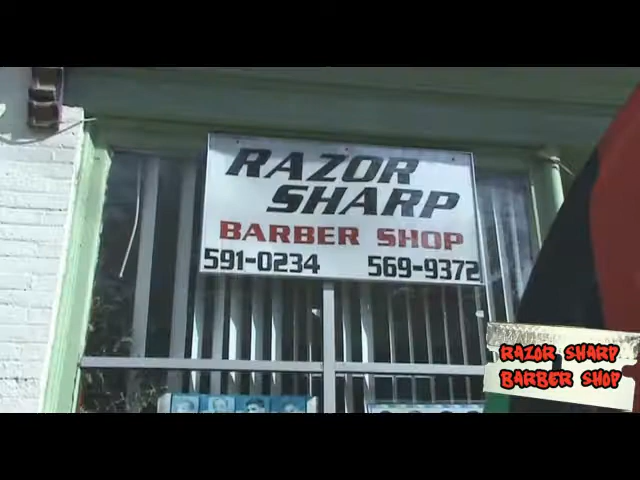 RAZOR
SHARP
BARBER SHOP
591-0234 569-9372
RAZOR SHARP
BARBER SHOP